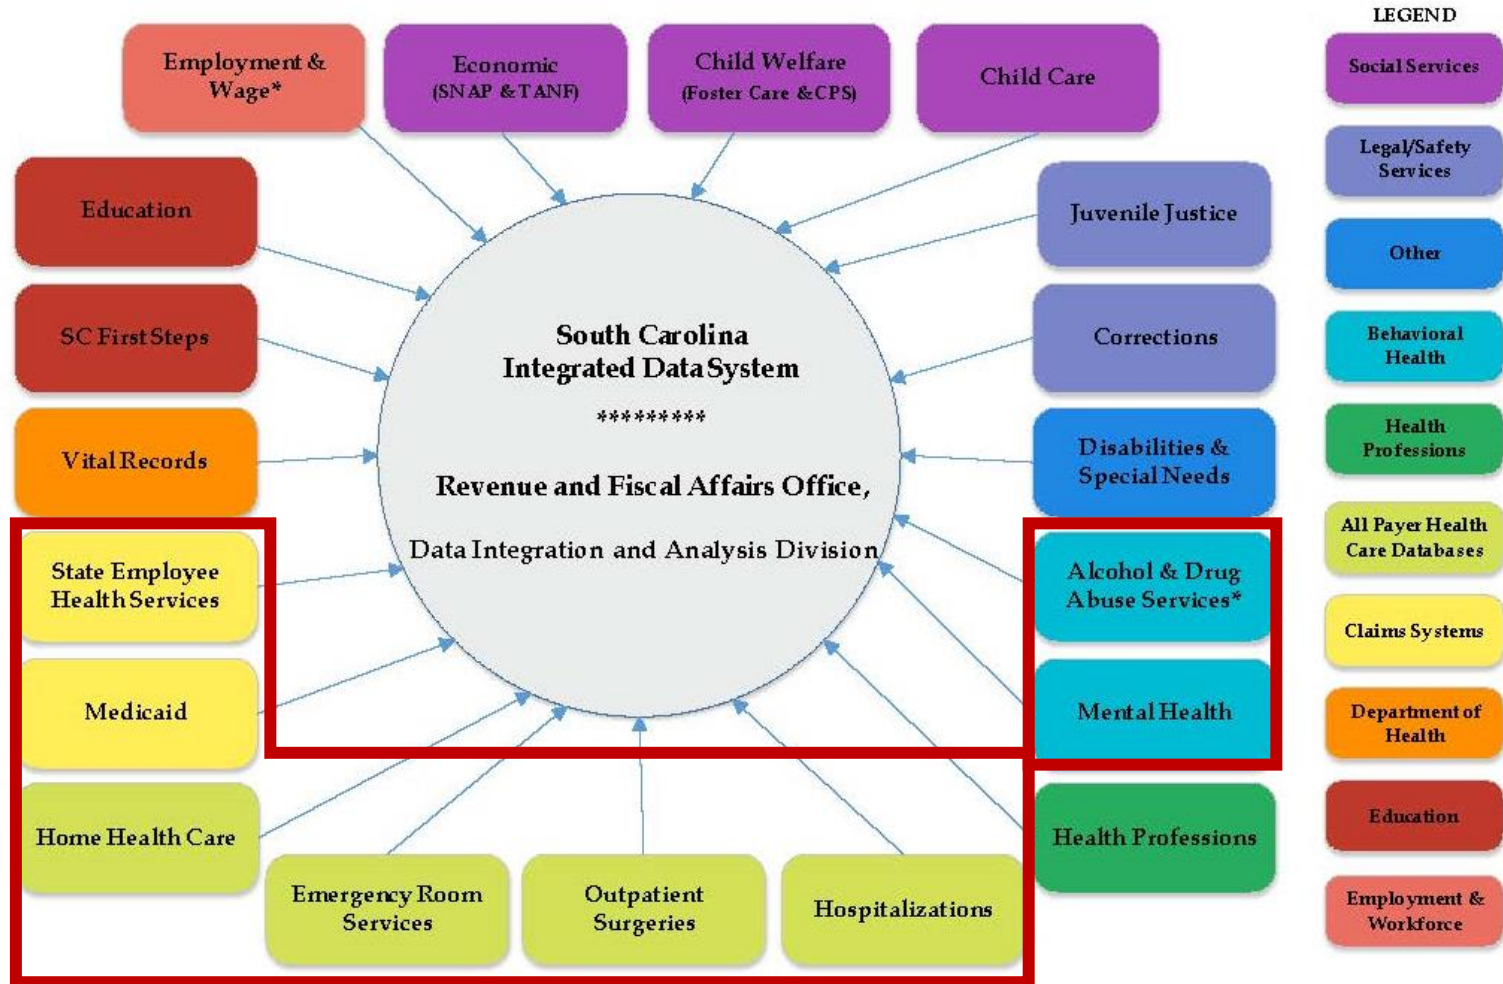 LEGEND
Employment &
Wage*
Economic
(SNAP & TANF)
Child Welfare
(Foster Care & CPS)
Child Care
Social Services
Education
Juvenile Justice
Legal/Safety
Services
SC First Steps
Corrections
Other
Vital Records
Disabilities &
Special Needs
Behavioral
Health
South Carolina
Integrated Data System
*********
Revenue and Fiscal Affairs Office,
Data Integration and Analysis Division
Health
Professions
State Employee
Health Services
Alcohol & Drug
Abuse Services*
All Payer Health
Care Databases
Medicaid
Mental Health
Claims Systems
Home Health Care
Health Professions
Department of
Health
Emergency Room
Services
Outpatient
Surgeries
Hospitalizations
Education
Employment &
Workforce